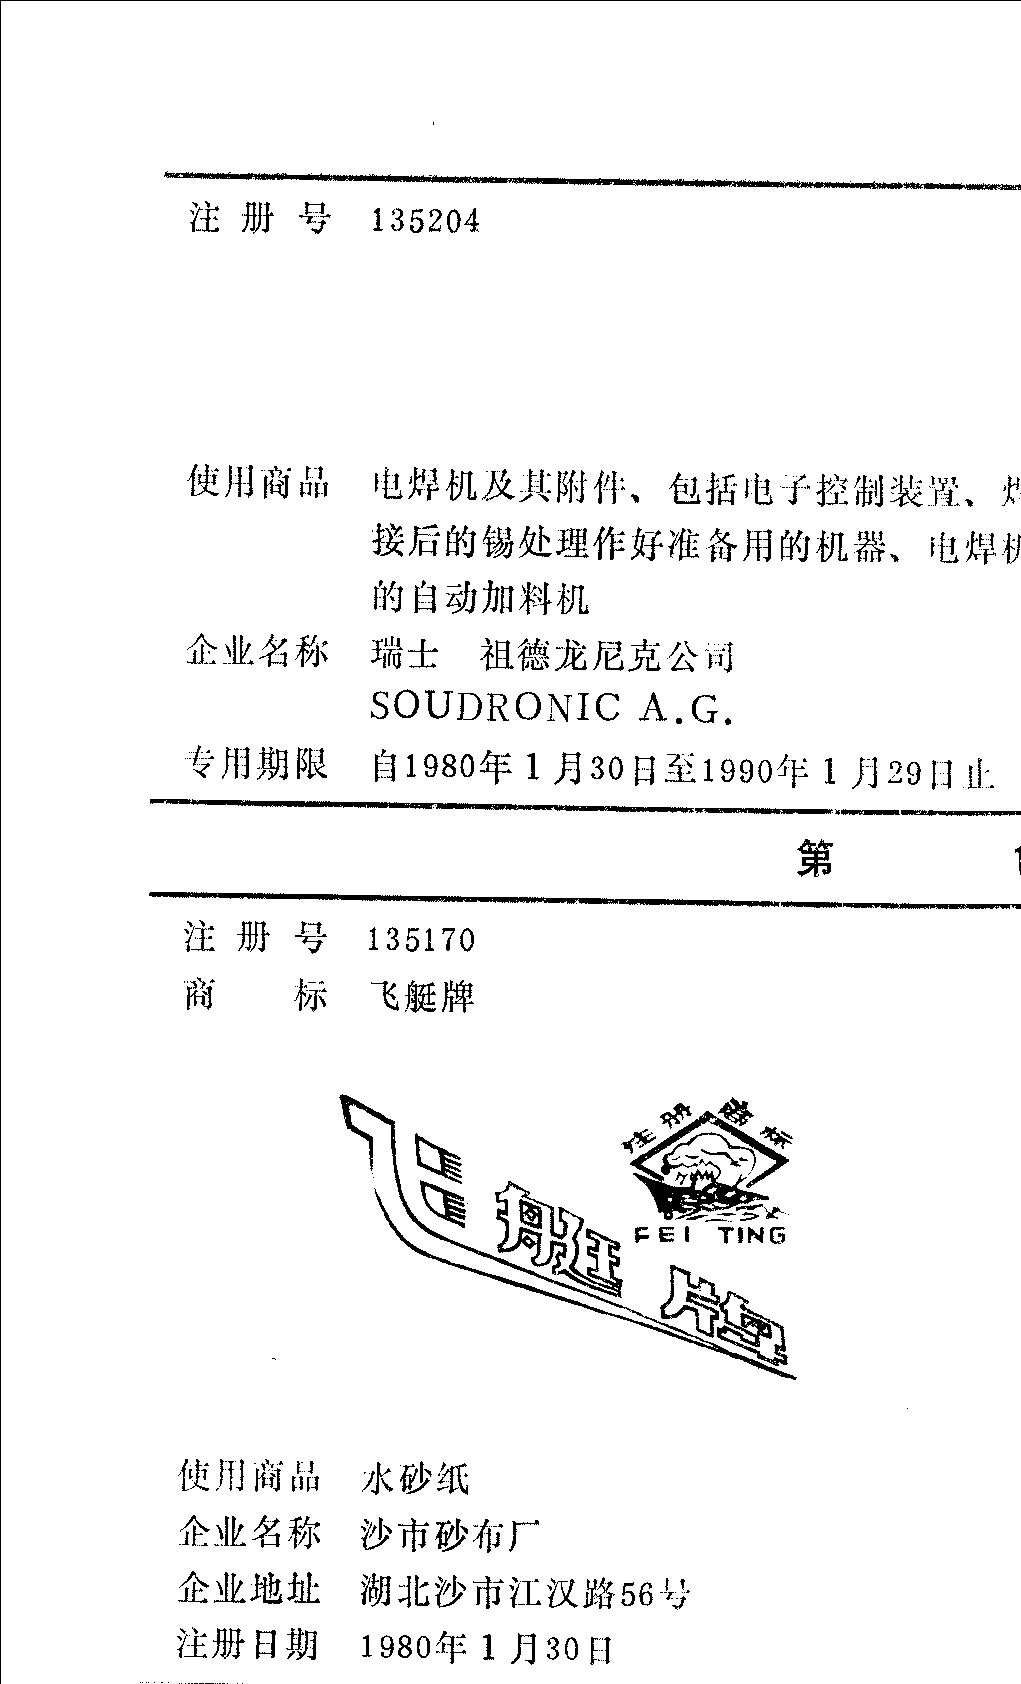 注册号 135204
使用商品 电焊机及其附件、包括电子控制装置、焊
接后的锡处理作好准备用的机器、电焊机
的自动加料机
企业名称 瑞士 祖德龙尼克公司
SOUDRONIC A.G.
专用期限 自1980年1月30日至1990年1月29日止
第
注册号 135170
商标 飞艇牌
注册商标
FEI TING
飞艇牌
使用商品 水砂纸
企业名称 沙市砂布厂
企业地址 湖北沙市江汉路56号
注册日期 1980年1月30日